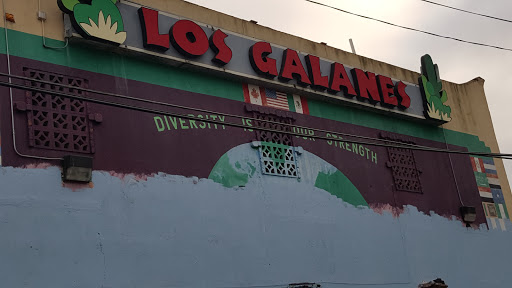 LOS GALANES
DIVERSITY IS OUR STRENGTH